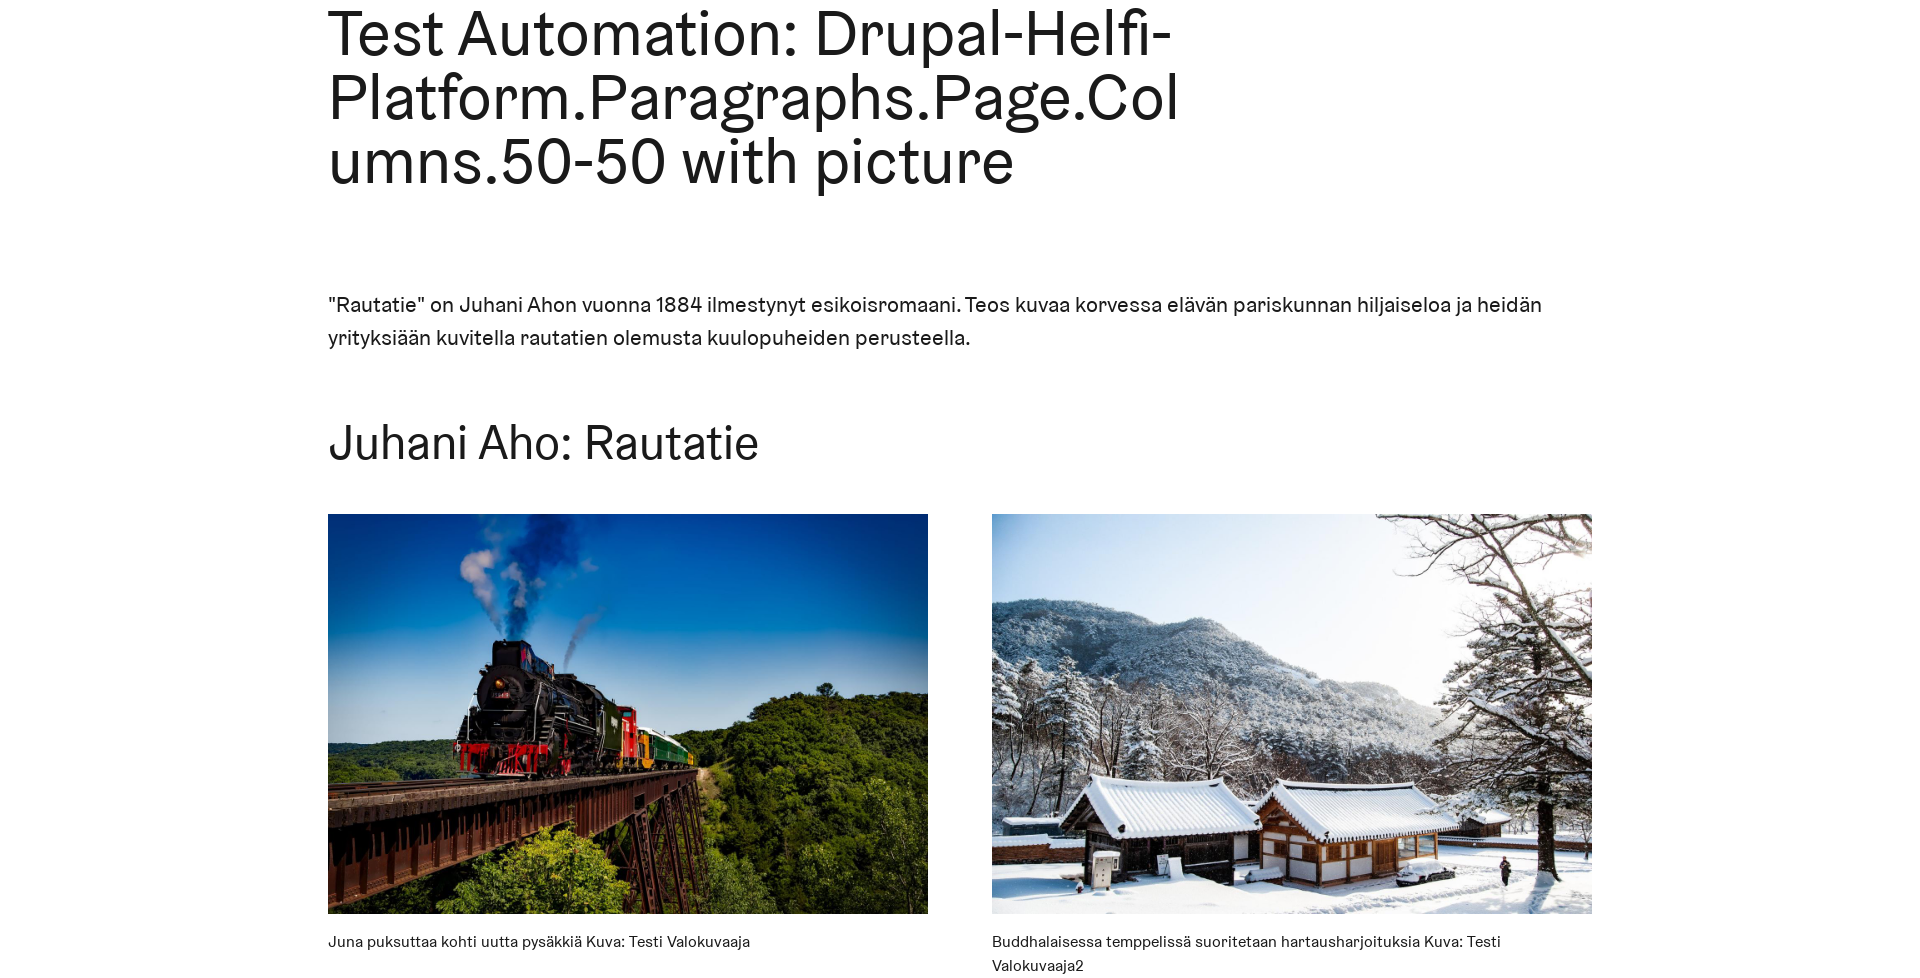 Test Automation: Drupal-Helfi-
Platform.Paragraphs.Page.Col
umns.50-50 with picture
"Rautatie" on Juhani Ahon vuonna 1884 ilmestynyt esikoisromaani. Teos kuvaa korvessa elävän pariskunnan hiljaiseloa ja heidän
yrityksiään kuvitella rautatien olemusta kuulopuheiden perusteella.
Juhani Aho: Rautatie
Juna puksuttaa kohti uutta pysäkkiä Kuva: Testi Valokuvaaja
Buddhalaisessa temppelissä suoritetaan hartausharjoituksia Kuva: Testi
Valokuvaaja2